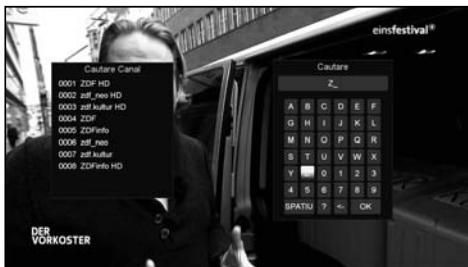 einsfestival
Cautare Canal
0001 ZDF HD
0002 zdf_neo HD
0003 zdf.kultur HD
0004 ZDF
0005 ZDFinfo
0006 zdf_neo
0007 zdf.kultur
0008 ZDFinfo HD
Cautare
Z_
A B C D E F
G H I J K L
M N O P Q R
S T U V W X
Y 0 1 2 3
4 5 6 7 8 9
SPATIU ? <- OK
DER
VORKOSTER